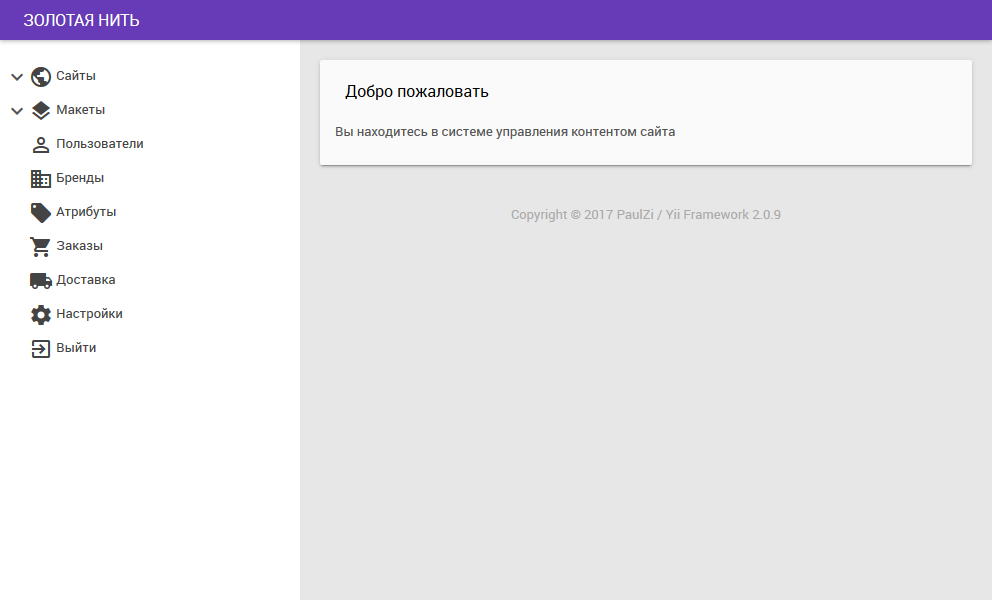 ЗОЛОТАЯ НИТЬ
Сайты
Макеты
Пользователи
Бренды
Атрибуты
Заказы
Доставка
Настройки
Выйти
Добро пожаловать
Вы находитесь в системе управления контентом сайта
Copyright © 2017 PaulZi / Yii Framework 2.0.9